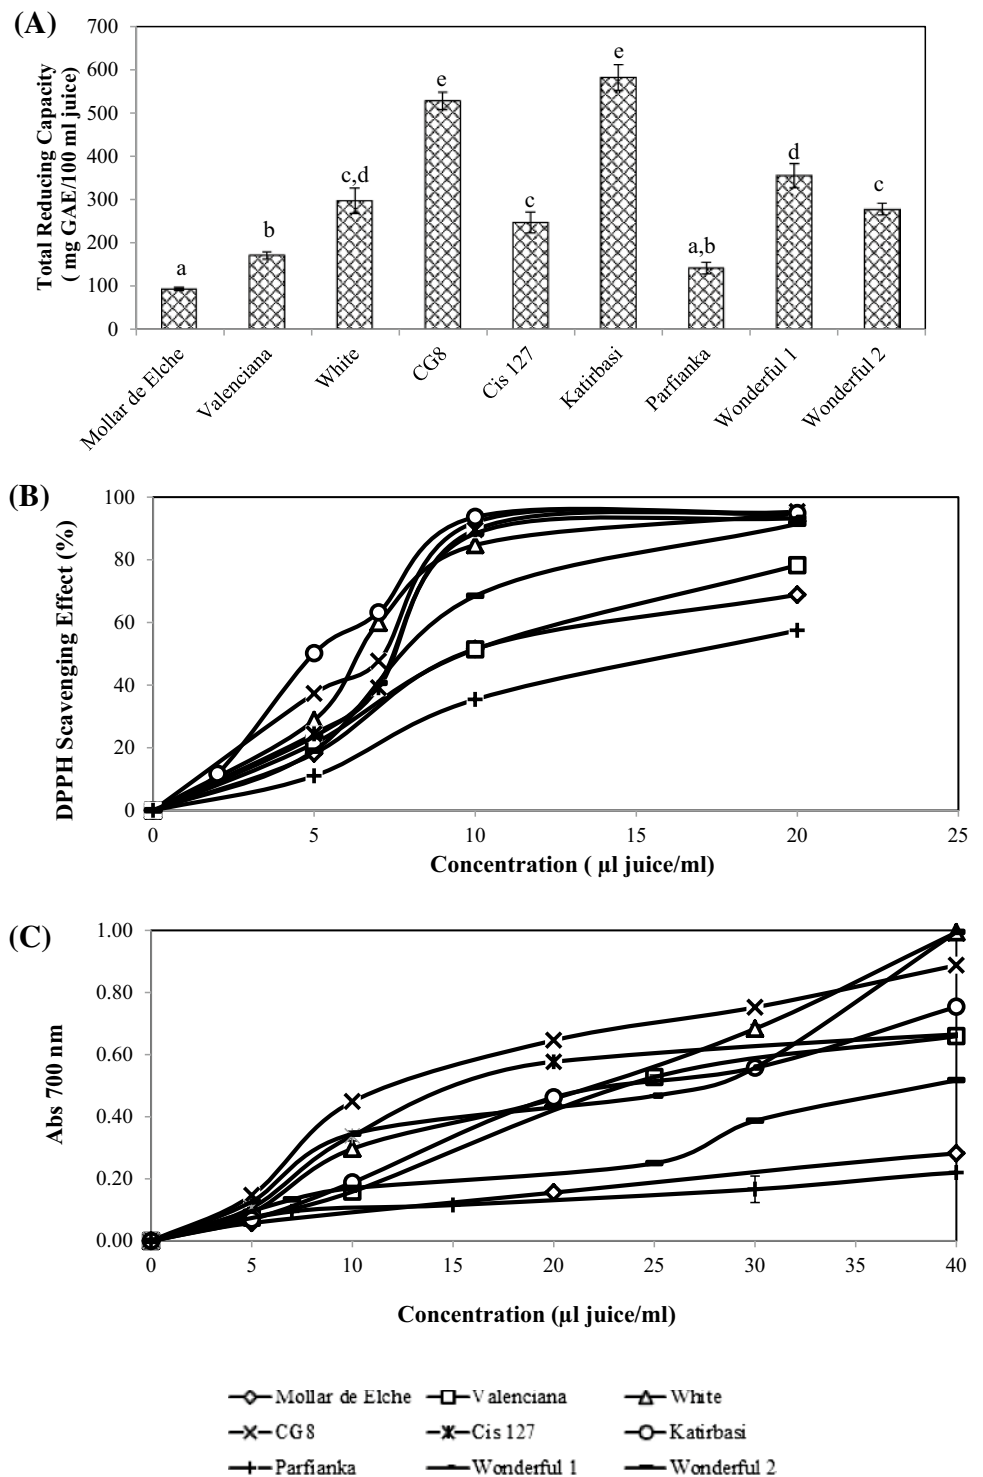 (A)
Total Reducing Capacity
( mg GAE/100 ml juice)
700
600
500
400
300
200
100
0
a
b
c,d
e
c
e
a,b
d
c
Mollar de Elche
Valenciana
White
CG8
Cis 127
Katirbasi
Parfianka
Wonderful 1
Wonderful 2
(B)
DPPH Scavenging Effect (%)
100
80
60
40
20
0
0 5 10 15 20 25
Concentration ( µl juice/ml)
(C)
Abs 700 nm
1.00
0.80
0.60
0.40
0.20
0.00
0 5 10 15 20 25 30 35 40
Concentration (µl juice/ml)
Mollar de Elche Valenciana White
CG8 Cis 127 Katirbasi
Parfianka Wonderful 1 Wonderful 2